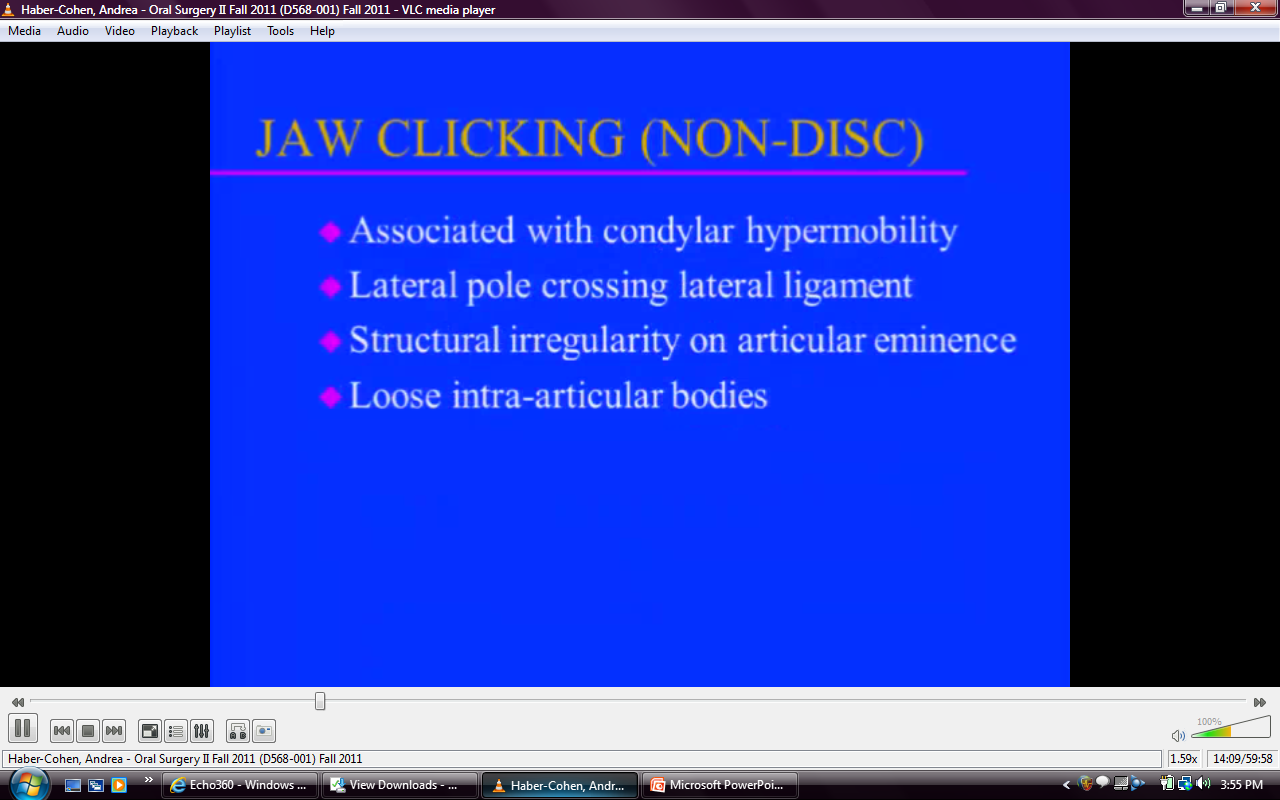 Haber-Cohen, Andrea - Oral Surgery II Fall 2011 (D568-001) Fall 2011 - VLC media player
Media Audio Video Playback Playlist Tools Help
JAW CLICKING (NON-DISC)
Associated with condylar hypermobility
Lateral pole crossing lateral ligament
Structural irregularity on articular eminence
Loose intra-articular bodies
100%
Haber-Cohen, Andrea - Oral Surgery II Fall 2011 (D568-001) Fall 2011 1.59x 14:09/59:58
Echo360 - Windows ... View Downloads - ... Haber-Cohen, Andr... Microsoft PowerPoi... 3:55 PM